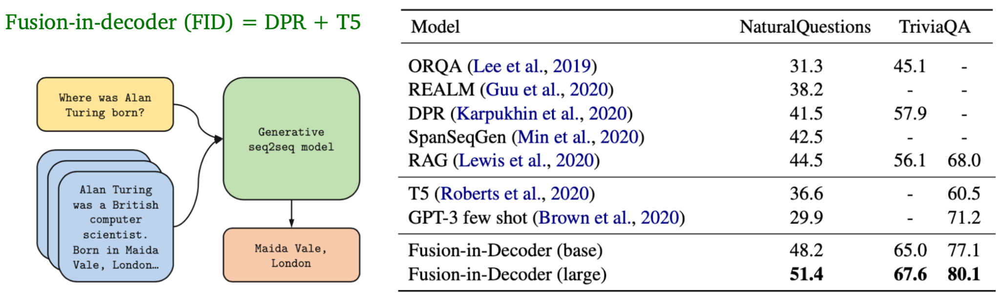 Fusion-in-decoder (FID) = DPR + T5
Where was Alan
Turing born?
Generative
seq2seq model
Alan Turing
was a British
computer
scientist.
Born in Maida
Vale, London…
Maida Vale,
London
Model NaturalQuestions TriviaQA
ORQA (Lee et al., 2019) 31.3 45.1 -
REALM (Guu et al., 2020) 38.2 - -
DPR (Karpukhin et al., 2020) 41.5 57.9 -
SpanSeqGen (Min et al., 2020) 42.5 - -
RAG (Lewis et al., 2020) 44.5 56.1 68.0
T5 (Roberts et al., 2020) 36.6 - 60.5
GPT-3 few shot (Brown et al., 2020) 29.9 - 71.2
Fusion-in-Decoder (base) 48.2 65.0 77.1
Fusion-in-Decoder (large) 51.4 67.6 80.1